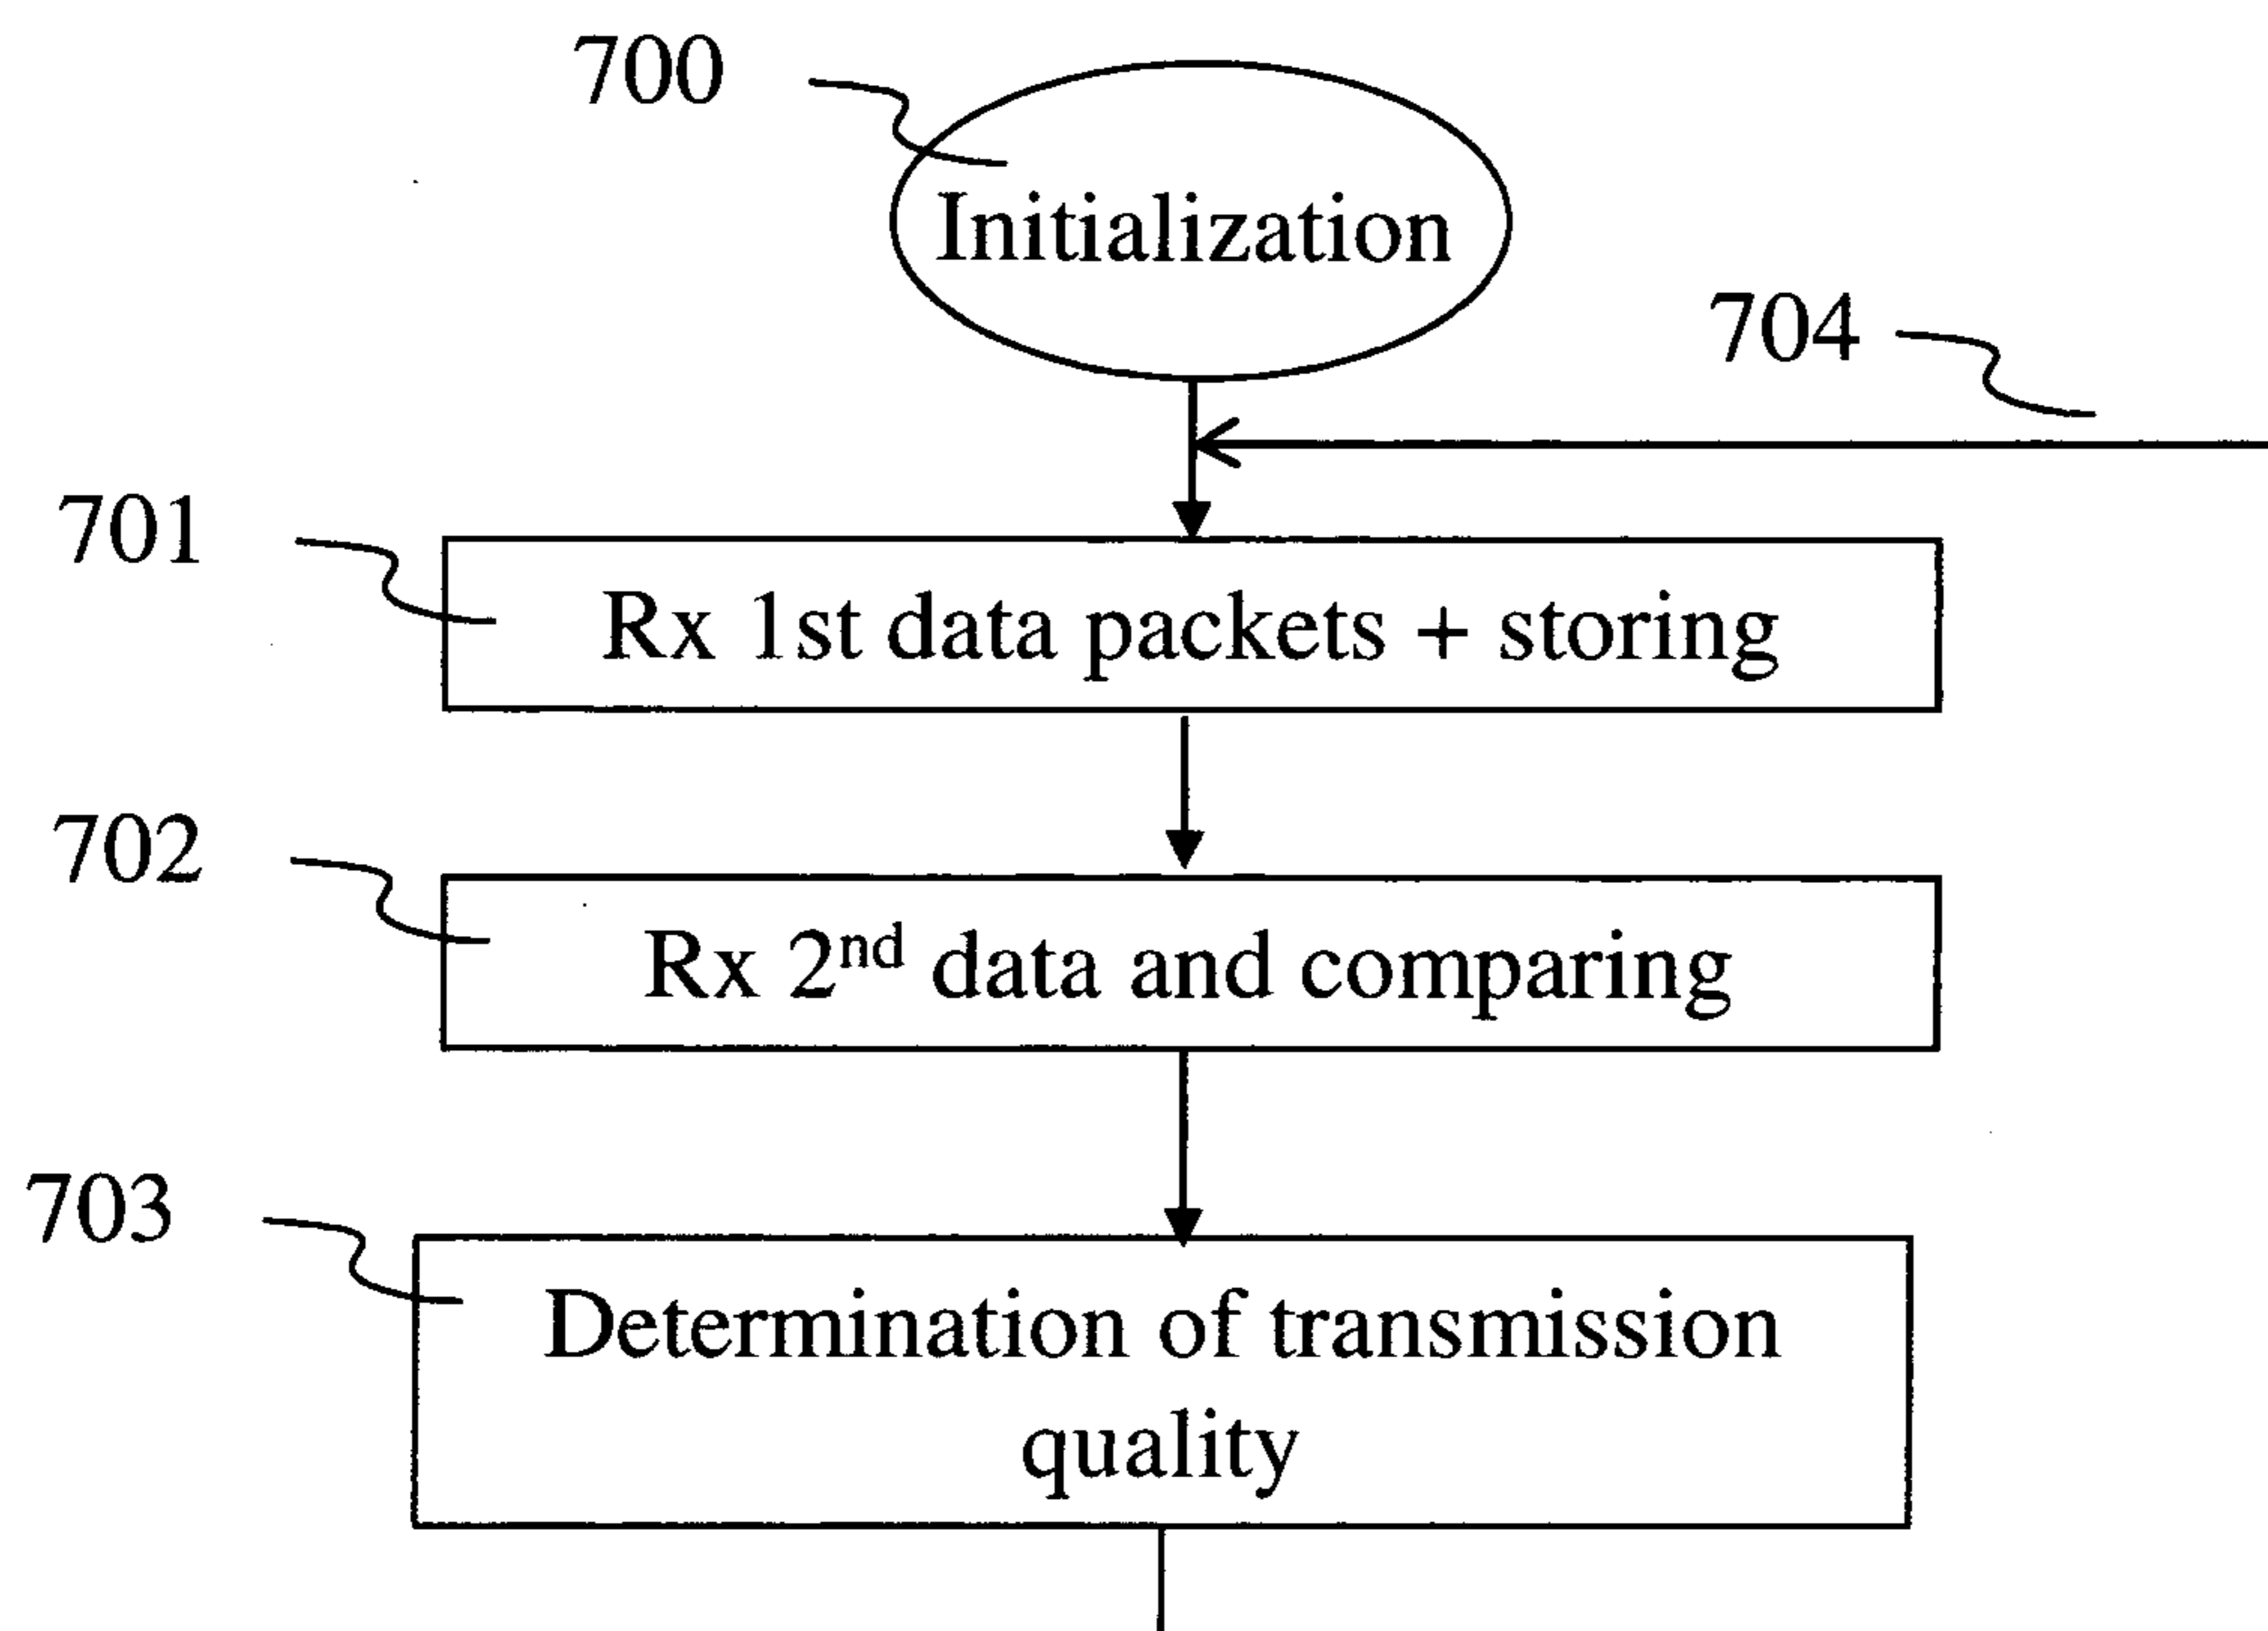 700
Initialization
704
701
Rx 1st data packets + storing
702
Rx 2nd data and comparing
703
Determination of transmission
quality